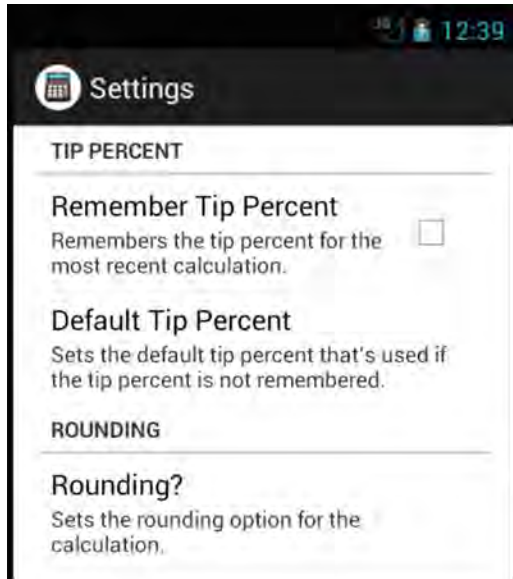 3G 12:39
Settings
TIP PERCENT
Remember Tip Percent
Remembers the tip percent for the
most recent calculation.
Default Tip Percent
Sets the default tip percent that's used if
the tip percent is not remembered.
ROUNDING
Rounding?
Sets the rounding option for the
calculation.